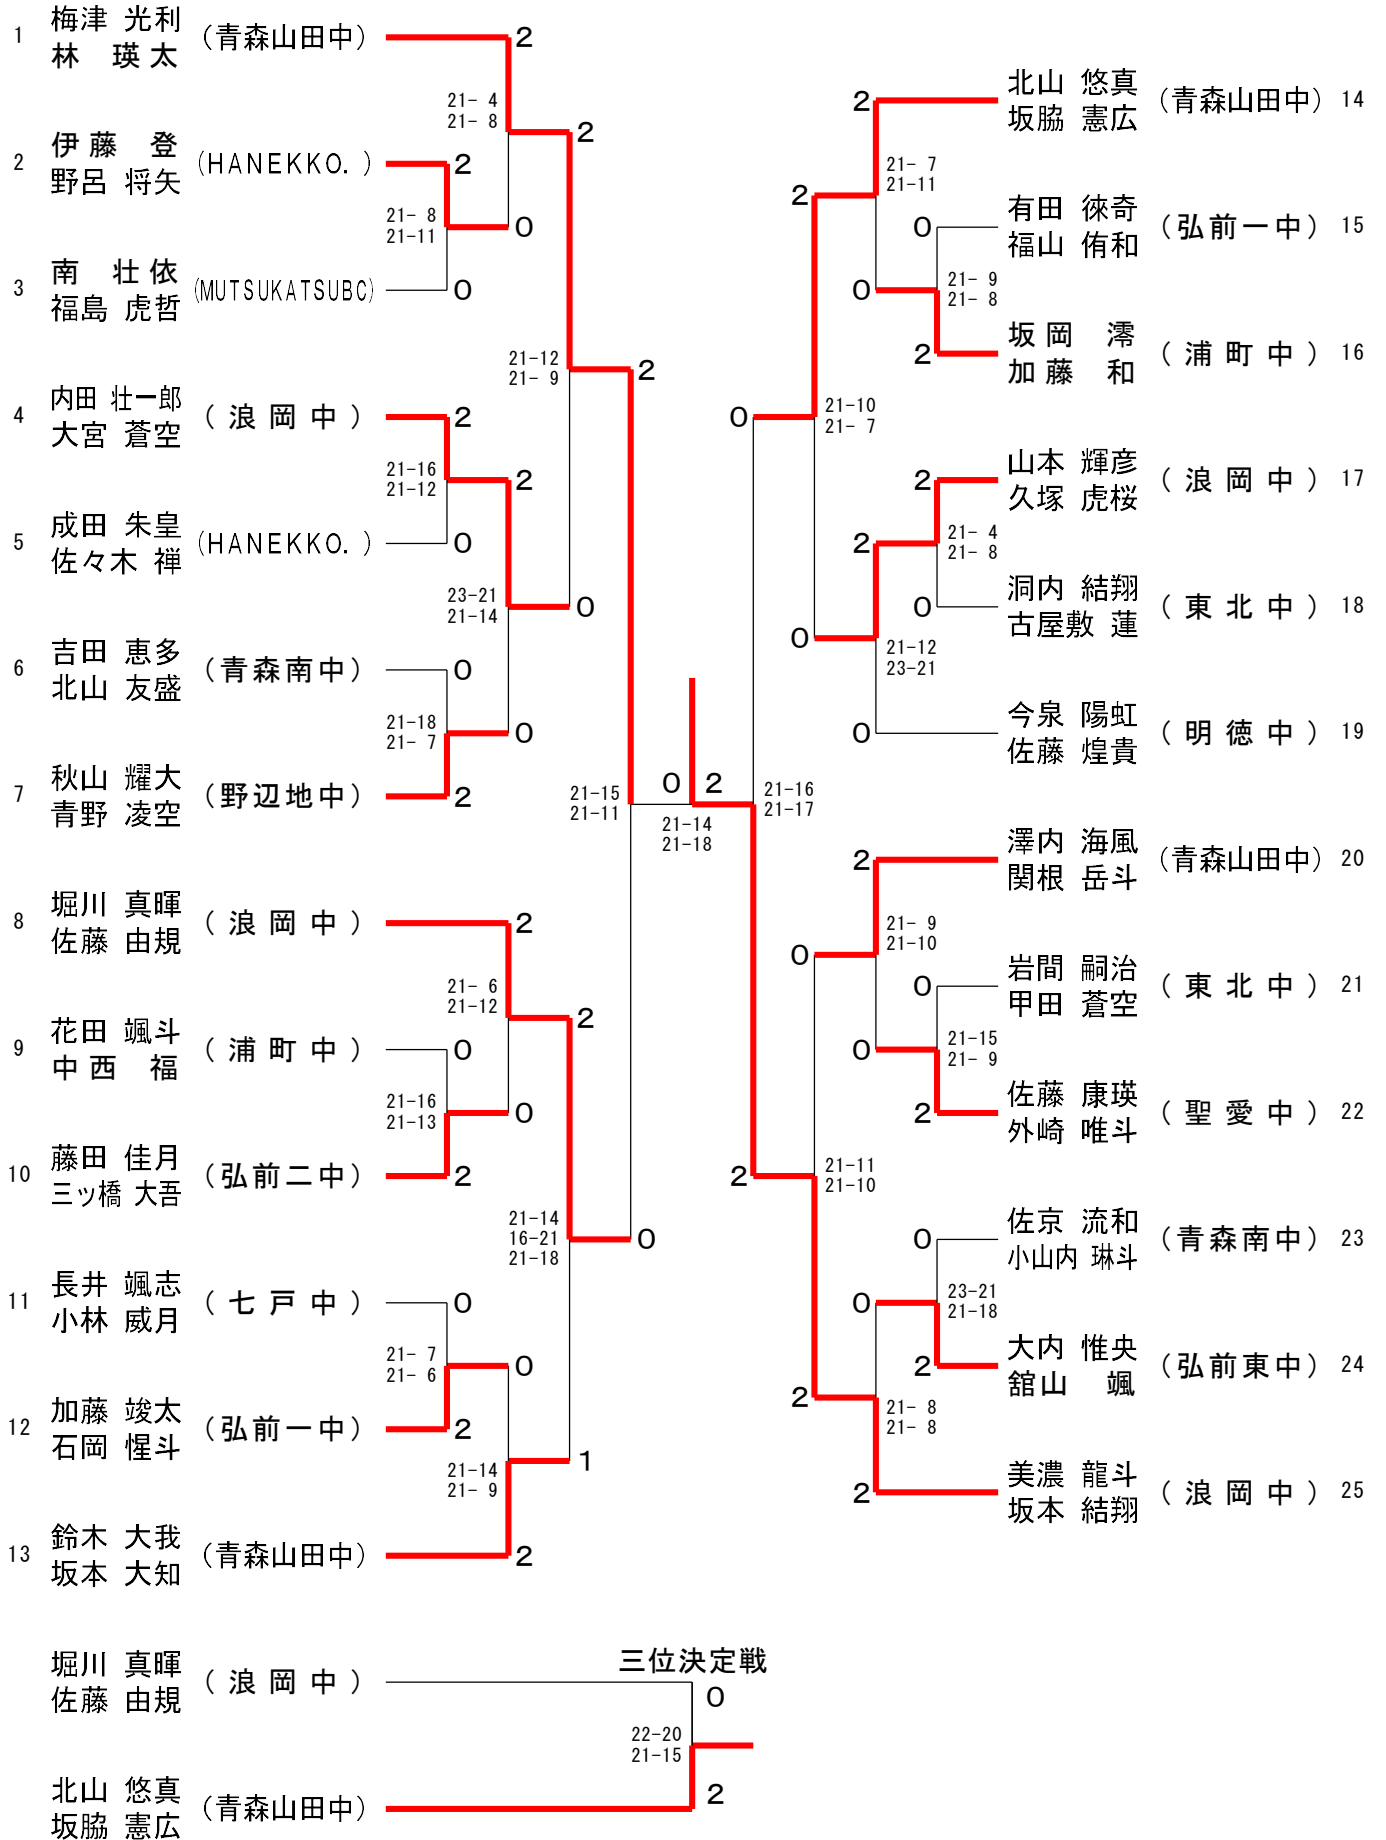 1 梅津 光利 (青森山田中) 2
林 瑛太
21- 4
21- 8
2
2 伊藤 登 (HANEKKO. ) 2
野呂 将矢
21- 8
21-11
0
3 南 壮依 (MUTSUKATSUBC) 0
福島 虎哲
21-12
21- 9
2
4 内田 壮一郎 (浪岡中) 2
大宮 蒼空
21-16
21-12
2
5 成田 朱皇 (HANEKKO. ) 0
佐々木 禅
23-21
21-14
0
6 吉田 恵多 (青森南中) 0
北山 友盛
21-18
21- 7
0
7 秋山 耀大 (野辺地中) 2
青野 凌空
21-15
21-11
8 堀川 真暉 (浪岡中) 2
佐藤 由規
21- 6
21-12
2
9 花田 颯斗 (浦町中) 0
中西 福
21-16
21-13
0
10 藤田 佳月 (弘前二中) 2
三ッ橋 大吾
21-14
16-21
21-18
0
11 長井 颯志 (七戸中) 0
小林 威月
21- 7
21- 6
0
12 加藤 竣太 (弘前一中) 2
石岡 惺斗
21-14
21- 9
1
13 鈴木 大我 (青森山田中) 2
坂本 大知
0 2
21-14
21-18
2 北山 悠真 (青森山田中) 14
坂脇 憲広
21- 7
21-11
2
0 有田 徠奇 (弘前一中) 15
福山 侑和
21- 9
21- 8
0
2 坂岡 澪 (浦町中) 16
加藤 和
0
21-10
21- 7
2 山本 輝彦 (浪岡中) 17
久塚 虎桜
21- 4
21- 8
2
0 洞内 結翔 (東北中) 18
古屋敷 蓮
0
21-12
23-21
0 今泉 陽虹 (明徳中) 19
佐藤 煌貴
21-16
21-17
2 澤内 海風 (青森山田中) 20
関根 岳斗
21- 9
21-10
0
0 岩間 嗣治 (東北中) 21
甲田 蒼空
21-15
21- 9
0
2 佐藤 康瑛 (聖愛中) 22
外崎 唯斗
2
21-11
21-10
0 佐京 流和 (青森南中) 23
小山内 琳斗
23-21
21-18
0
2 大内 惟央 (弘前東中) 24
舘山 颯
2
21- 8
21- 8
2 美濃 龍斗 (浪岡中) 25
坂本 結翔
三位決定戦
堀川 真暉 (浪岡中) 0
佐藤 由規
22-20
21-15
北山 悠真 (青森山田中) 2
坂脇 憲広